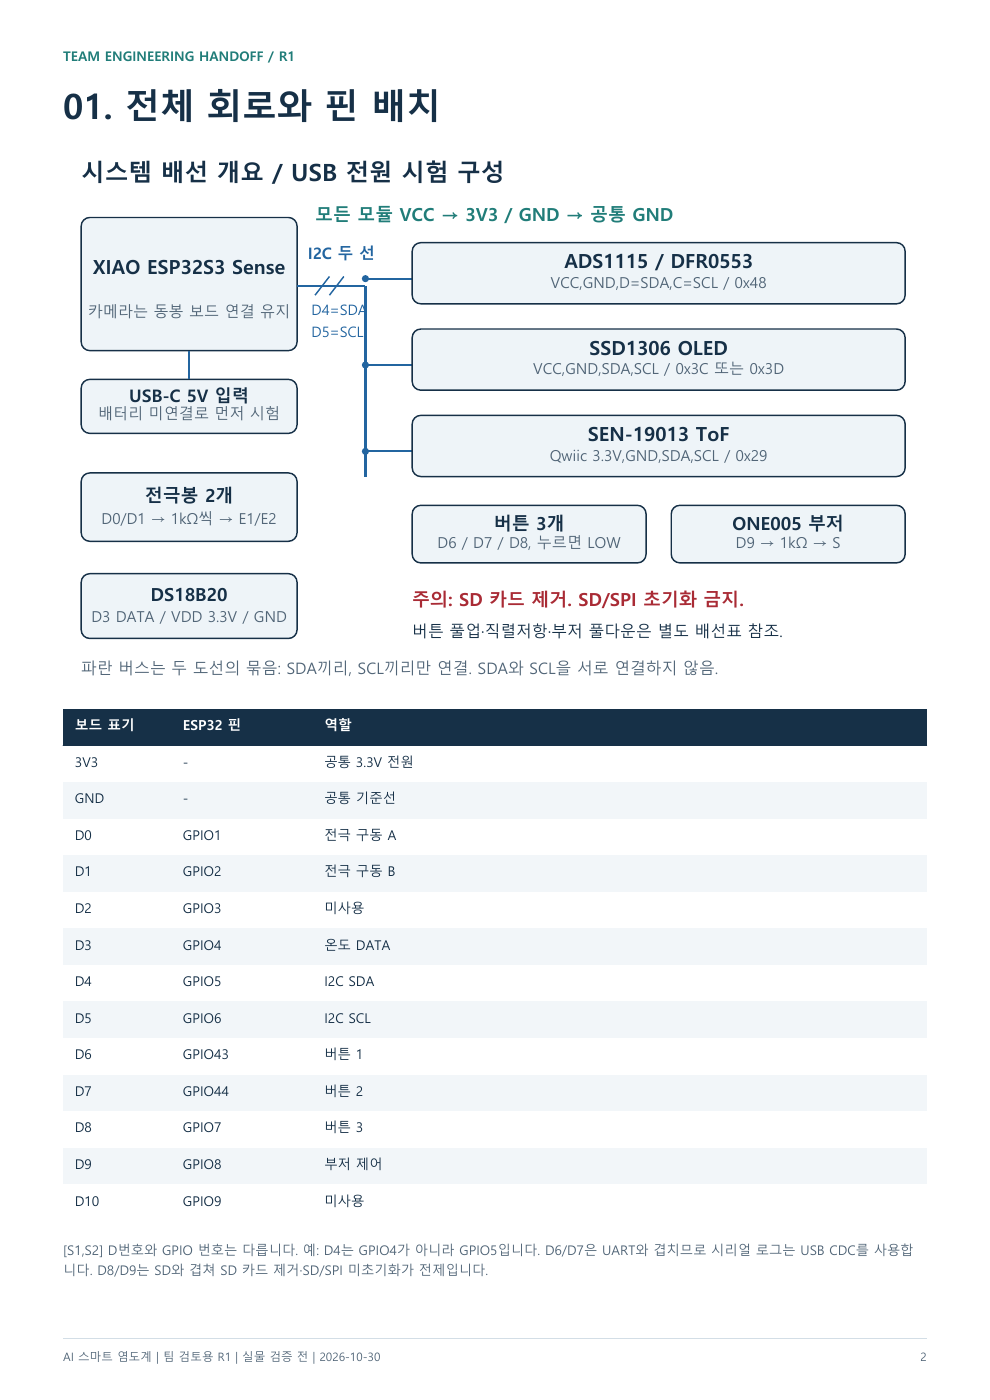 TEAM ENGINEERING HANDOFF / R1
01. 전체 회로와 핀 배치
시스템 배선 개요 / USB 전원 시험 구성
모든 모듈 VCC → 3V3 / GND → 공통 GND
XIAO ESP32S3 Sense
카메라는 동봉 보드 연결 유지
I2C 두 선
D4=SDA
D5=SCL
ADS1115 / DFR0553
VCC,GND,D=SDA,C=SCL / 0x48
SSD1306 OLED
VCC,GND,SDA,SCL / 0x3C 또는 0x3D
USB-C 5V 입력
배터리 미연결로 먼저 시험
SEN-19013 ToF
Qwiic 3.3V,GND,SDA,SCL / 0x29
전극봉 2개
D0/D1 → 1kΩ씩 → E1/E2
버튼 3개
D6 / D7 / D8, 누르면 LOW
ONE005 부저
D9 → 1kΩ → S
DS18B20
D3 DATA / VDD 3.3V / GND
주의: SD 카드 제거. SD/SPI 초기화 금지.
버튼 풀업·직렬저항·부저 풀다운은 별도 배선표 참조.
파란 버스는 두 도선의 묶음: SDA끼리, SCL끼리만 연결. SDA와 SCL을 서로 연결하지 않음.
보드 표기 ESP32 핀 역할
3V3 - 공통 3.3V 전원
GND - 공통 기준선
D0 GPIO1 전극 구동 A
D1 GPIO2 전극 구동 B
D2 GPIO3 미사용
D3 GPIO4 온도 DATA
D4 GPIO5 I2C SDA
D5 GPIO6 I2C SCL
D6 GPIO43 버튼 1
D7 GPIO44 버튼 2
D8 GPIO7 버튼 3
D9 GPIO8 부저 제어
D10 GPIO9 미사용
[S1,S2] D번호와 GPIO 번호는 다릅니다. 예: D4는 GPIO4가 아니라 GPIO5입니다. D6/D7은 UART와 겹치므로 시리얼 로그는 USB CDC를 사용합
니다. D8/D9는 SD와 겹쳐 SD 카드 제거·SD/SPI 미초기화가 전제입니다.
AI 스마트 염도계 | 팀 검토용 R1 | 실물 검증 전 | 2026-10-30
2